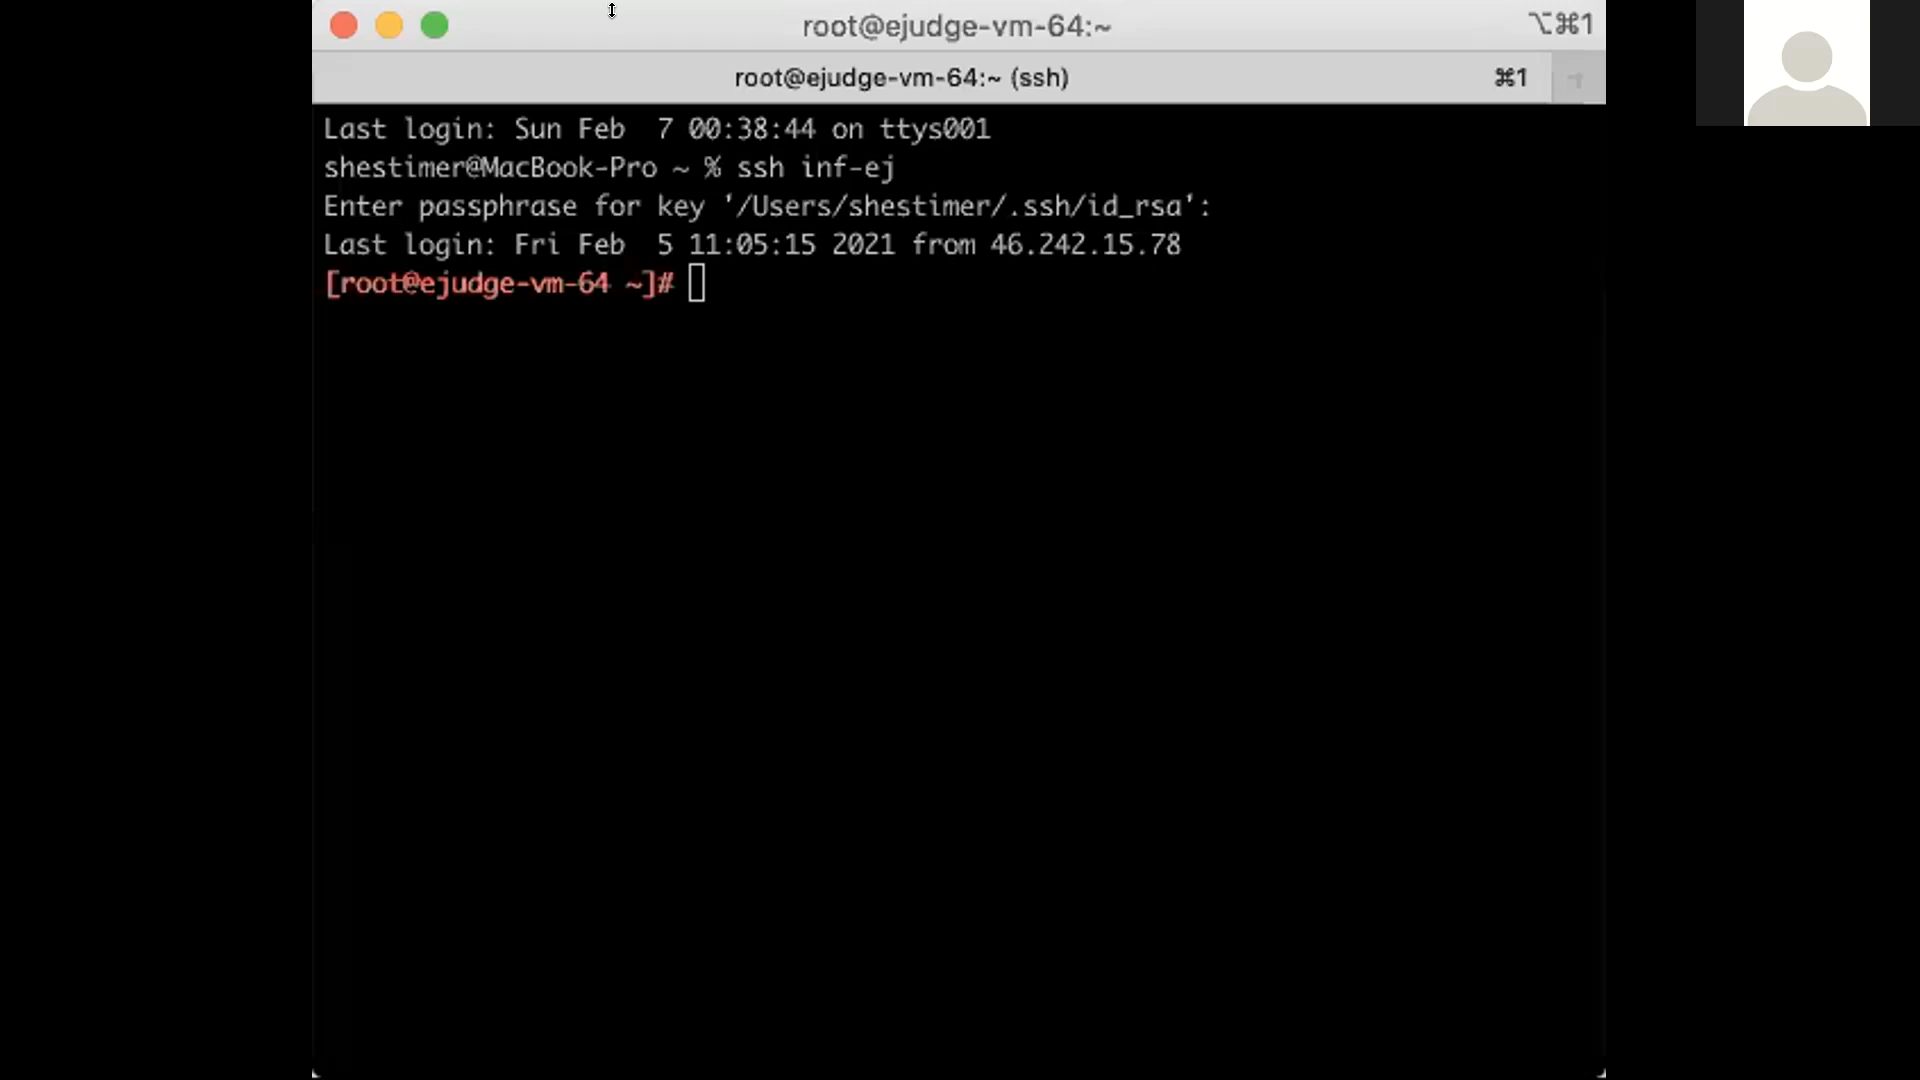 root@ejudge-vm-64:~
⌥⌘1
root@ejudge-vm-64:~ (ssh)
⌘1
Last login: Sun Feb  7 00:38:44 on ttys001
shestimer@MacBook-Pro ~ % ssh inf-ej
Enter passphrase for key '/Users/shestimer/.ssh/id_rsa':
Last login: Fri Feb  5 11:05:15 2021 from 46.242.15.78
[root@ejudge-vm-64 ~]#